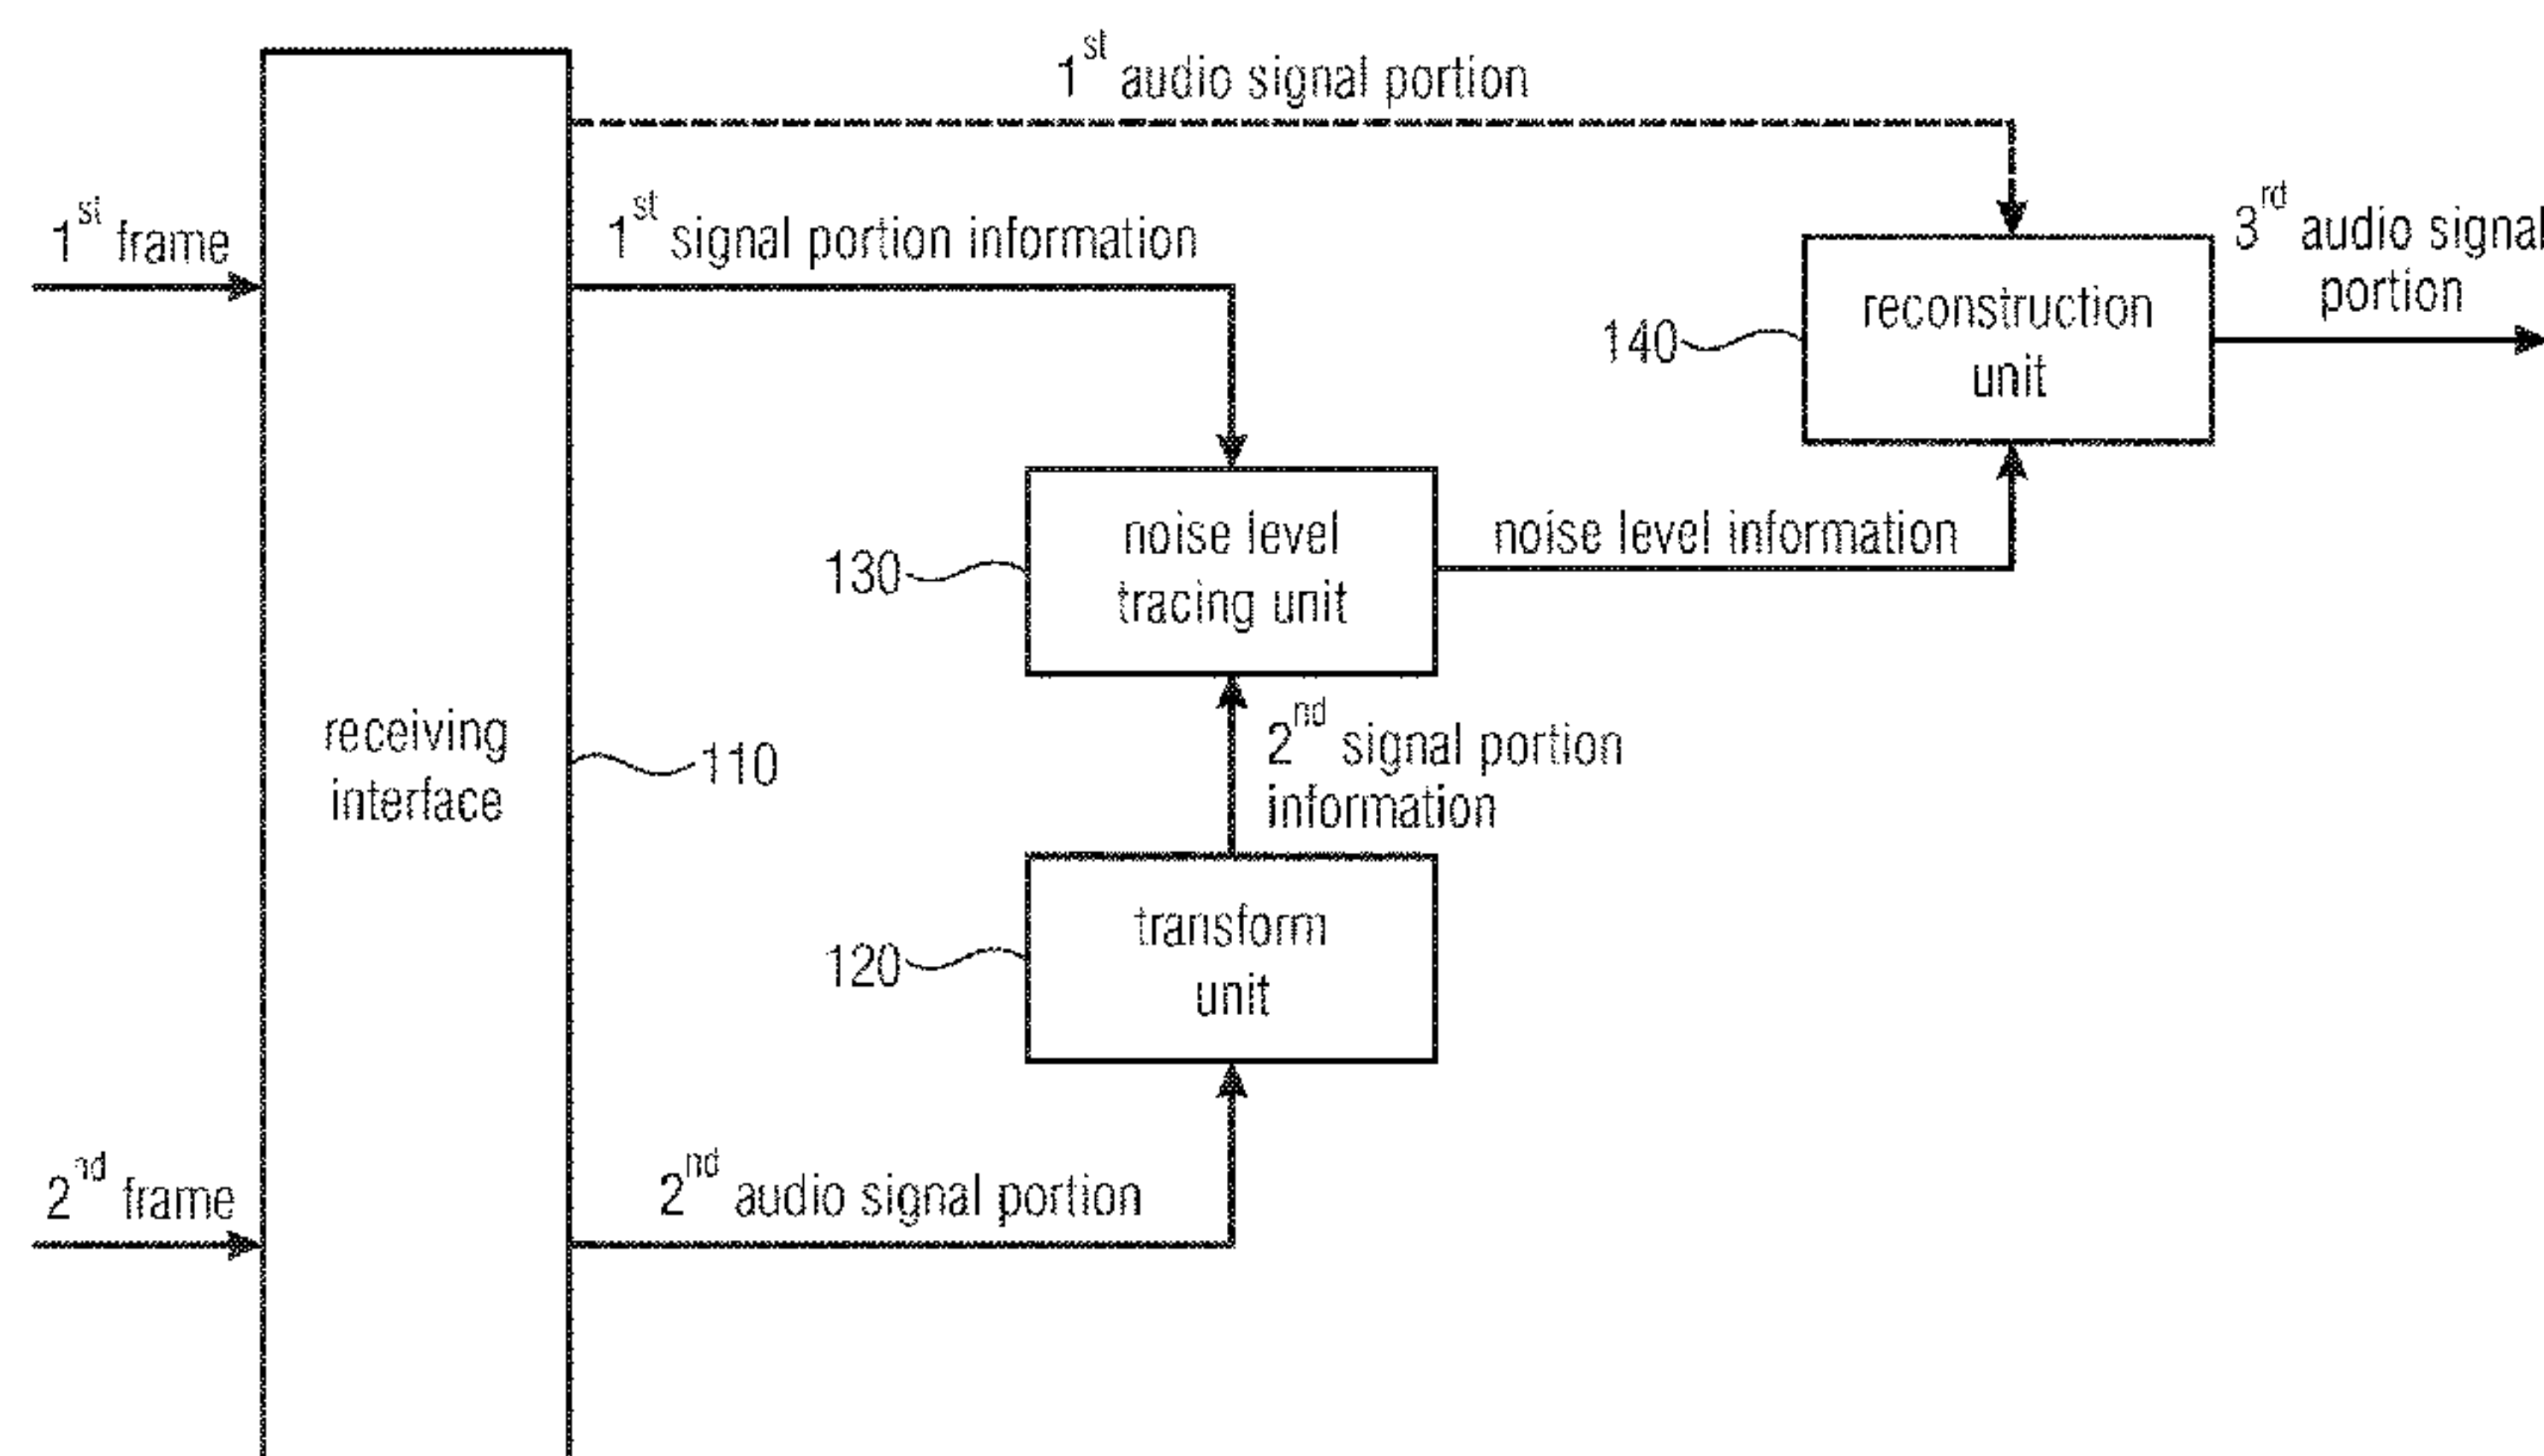 1st audio signal portion
1st frame
1st signal portion information
3rd audio signal
portion
reconstruction
unit
140
noise level
tracing unit
130
noise level information
receiving
interface
110
2nd signal portion
information
transform
unit
120
2nd frame
2nd audio signal portion